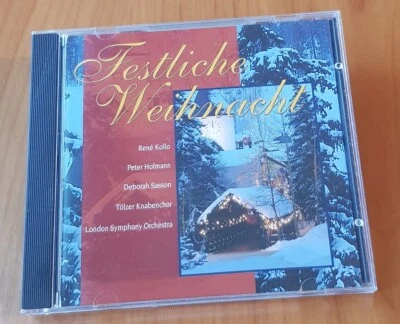 Festliche
Weihnacht
René Kollo
Peter Hofmann
Deborah Sasson
Tölzer Knabenchor
London Symphony Orchestra